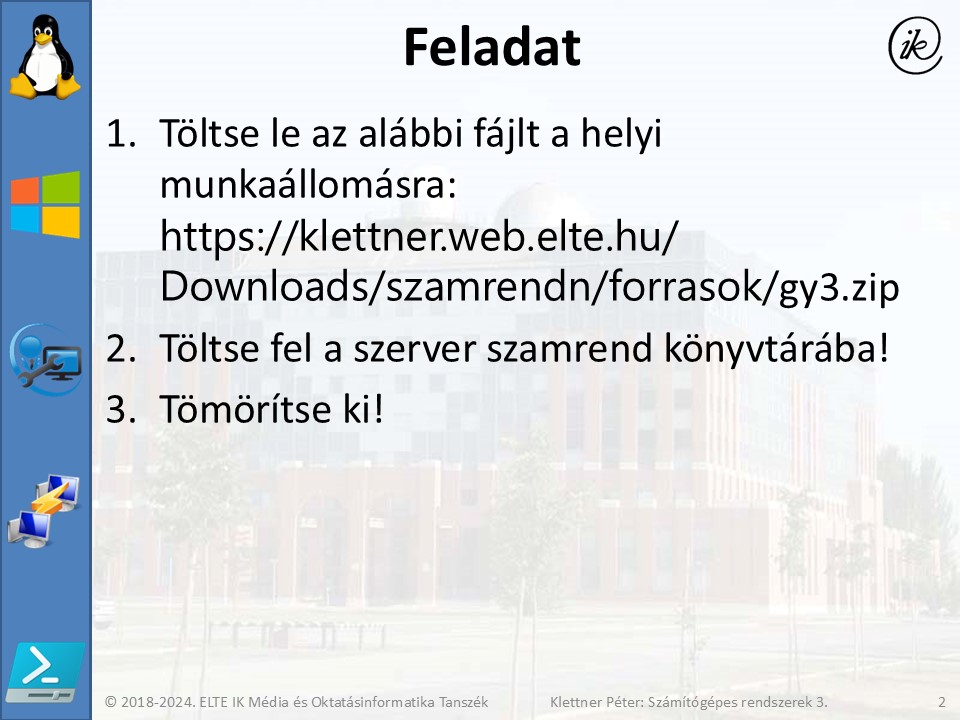 Feladat
ik
1. Töltse le az alábbi fájlt a helyi
munkaállomásra:
https://klettner.web.elte.hu/
Downloads/szamrendn/forrasok/gy3.zip
2. Töltse fel a szerver szamrend könyvtárába!
3. Tömörítse ki!
© 2018-2024. ELTE IK Média és Oktatásinformatika Tanszék Klettner Péter: Számítógépes rendszerek 3. 2